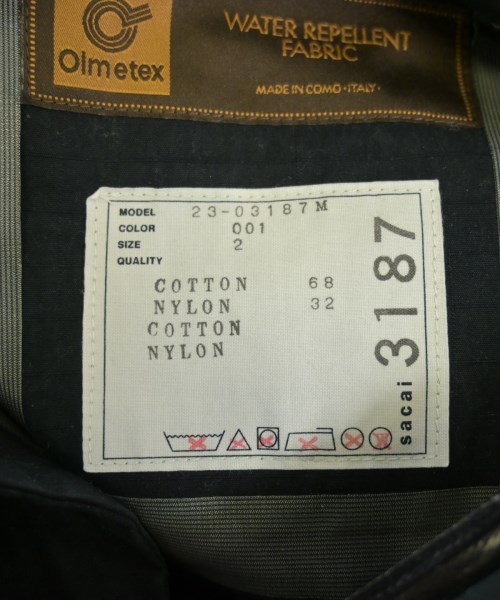 Olmetex
WATER REPELLENT
FABRIC
MADE IN COMO · ITALY ·
MODEL 23-03187M
COLOR 001
SIZE 2
QUALITY
COTTON 68
NYLON 32
COTTON
NYLON
sacai 3187